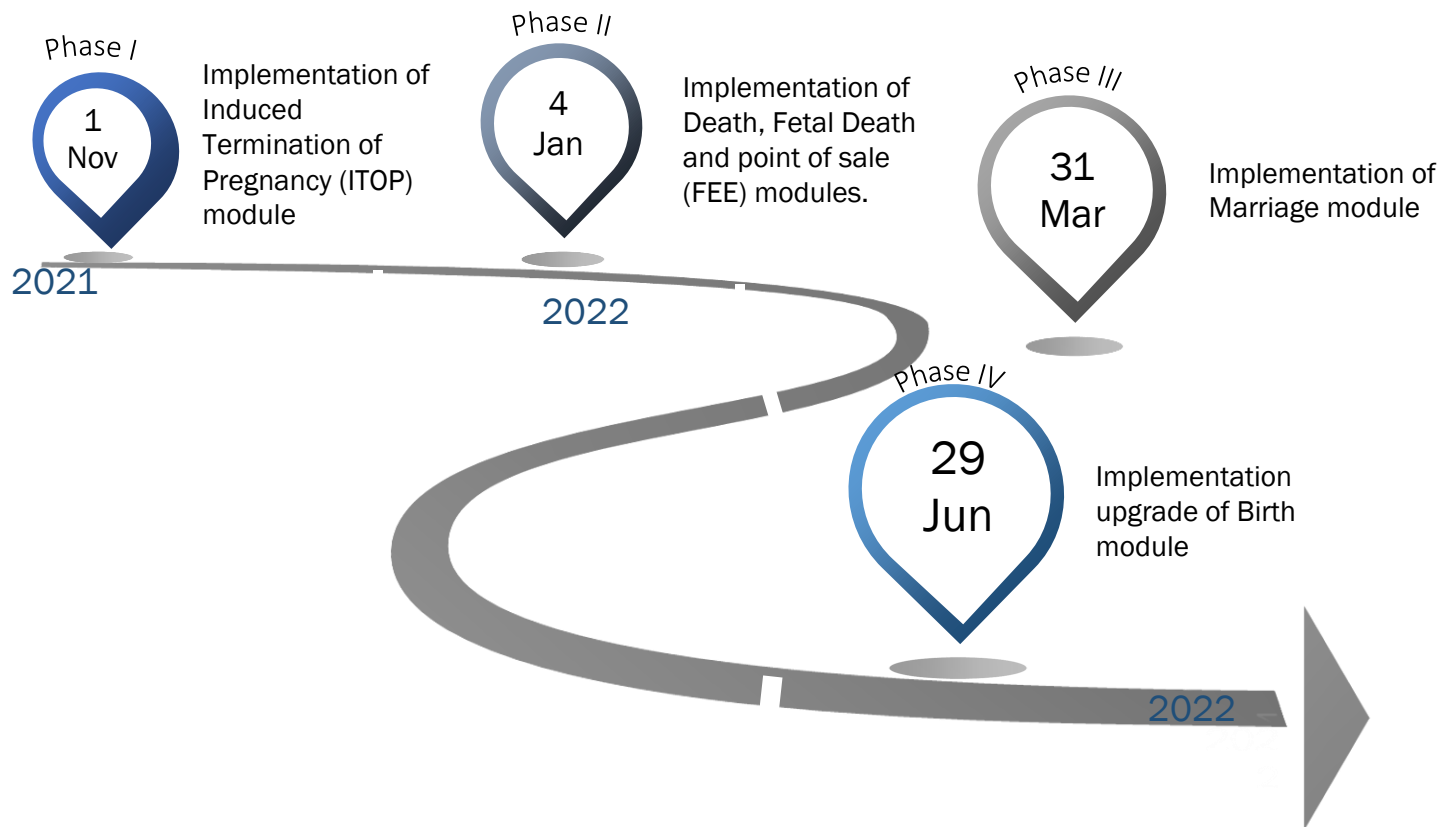 Phase I
1
Nov
Implementation of
Induced
Termination of
Pregnancy (ITOP)
module
2021
Phase II
4
Jan
Implementation of
Death, Fetal Death
and point of sale
(FEE) modules.
2022
Phase III
31
Mar
Implementation of
Marriage module
Phase IV
29
Jun
Implementation
upgrade of Birth
module
2022